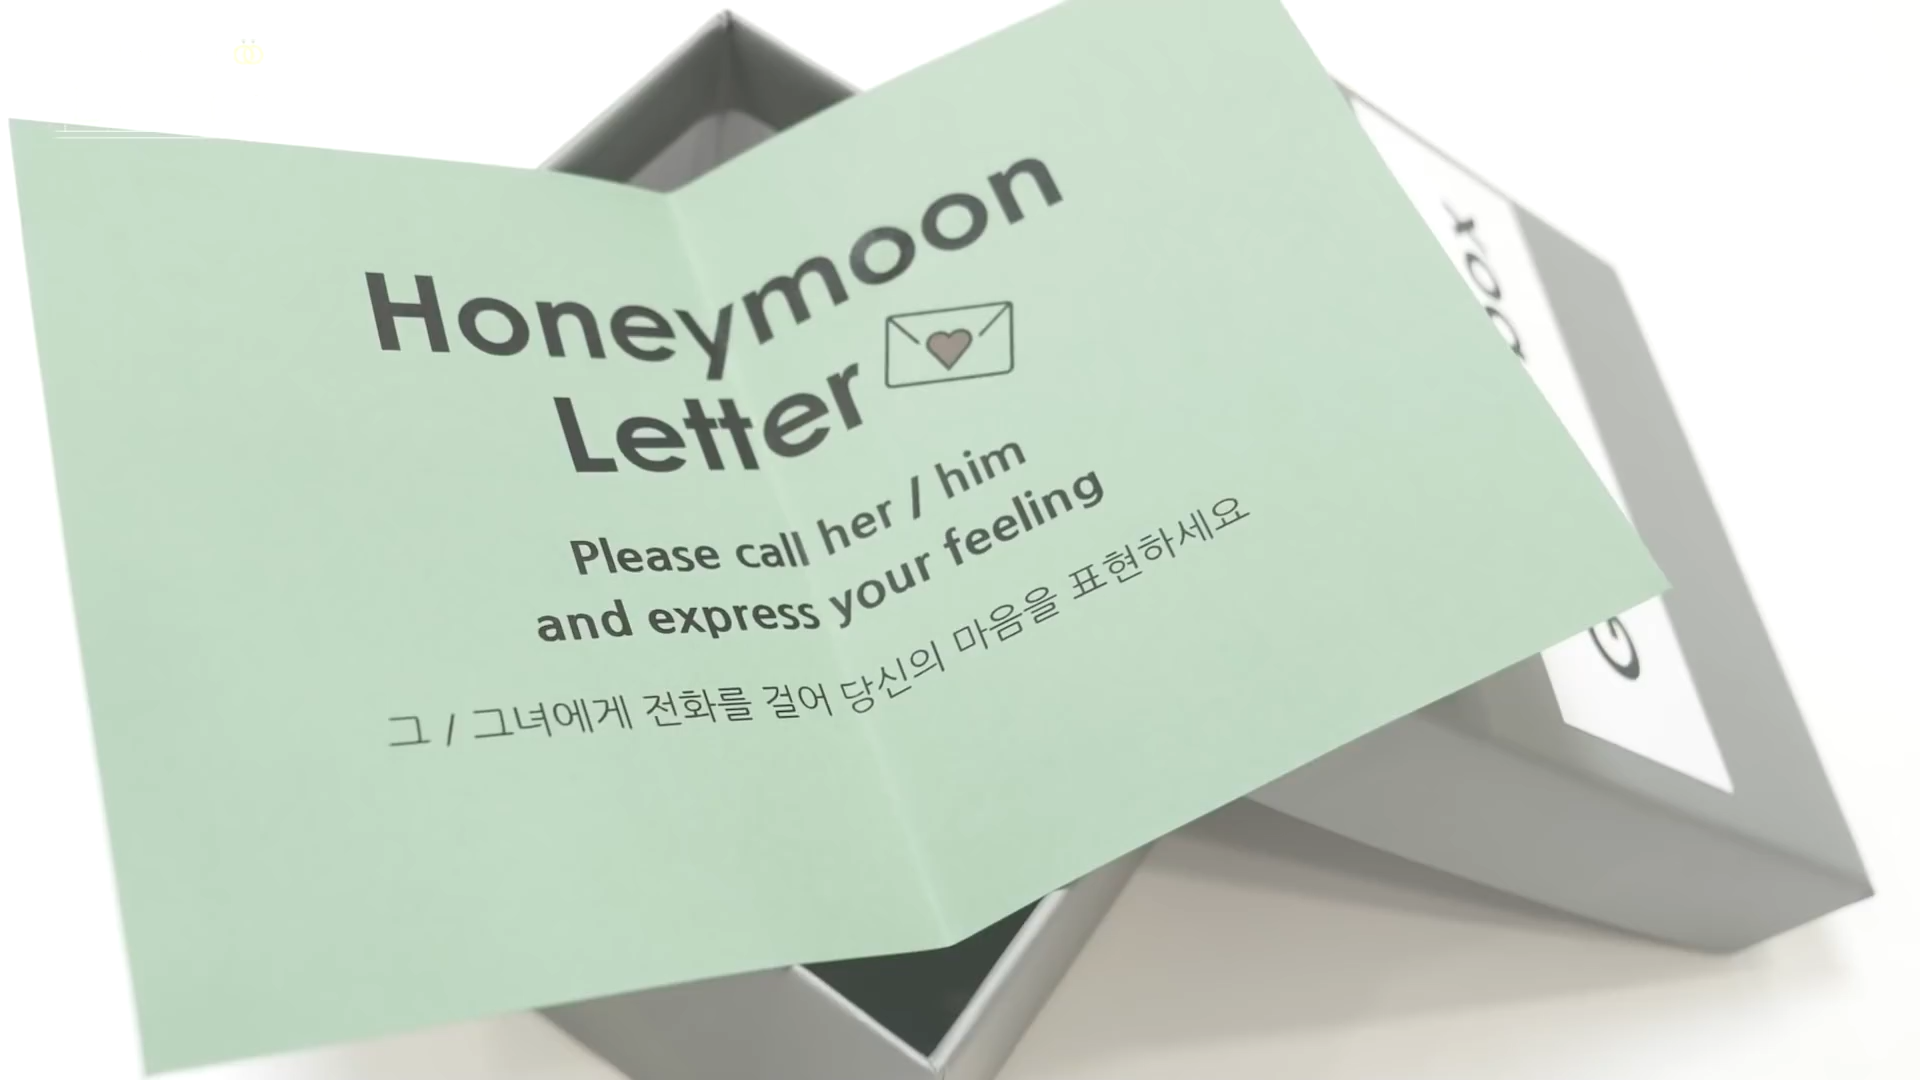 Honeymoon
Letter
Please call her / him
and express your feeling
그 / 그녀에게 전화를 걸어 당신의 마음을 표현하세요